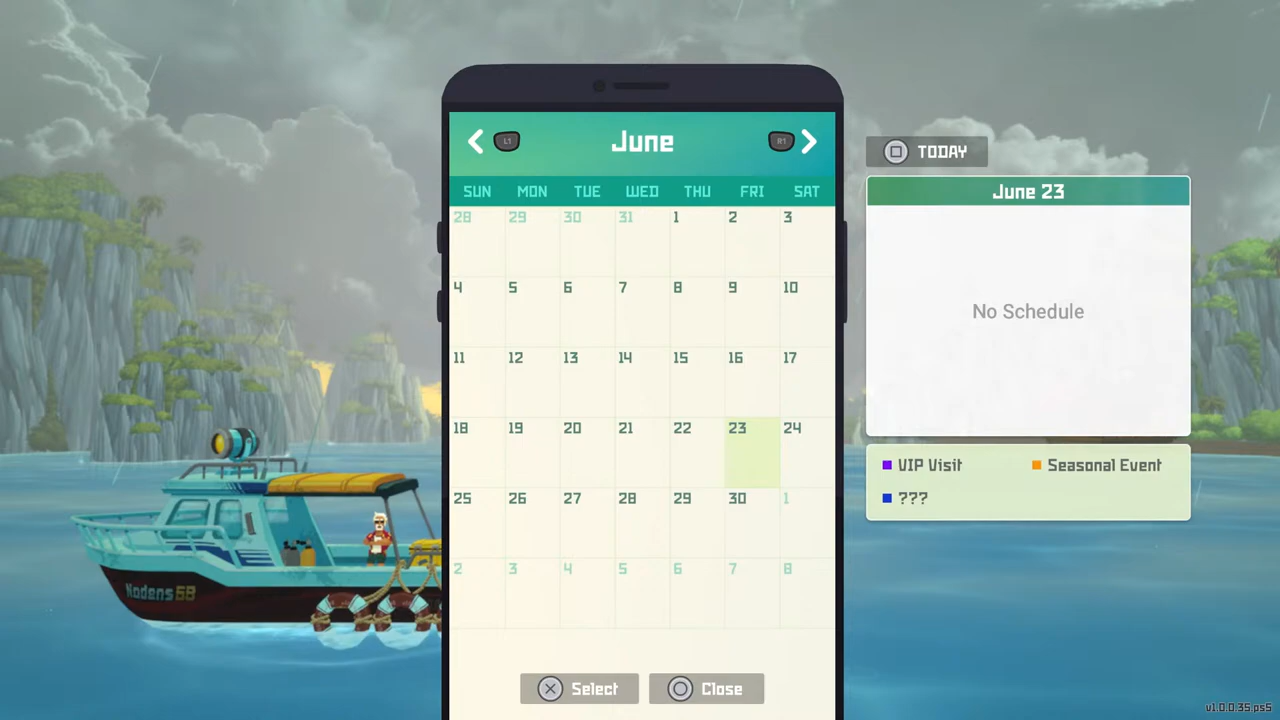 L1 June R1
SUN MON TUE WED THU FRI SAT
28 29 30 31 1 2 3
4 5 6 7 8 9 10
11 12 13 14 15 16 17
18 19 20 21 22 23 24
25 26 27 28 29 30 1
2 3 4 5 6 7 8
Select Close
TODAY
June 23
No Schedule
VIP Visit Seasonal Event
???
Nodens 68
v1.0.0.35.ps5